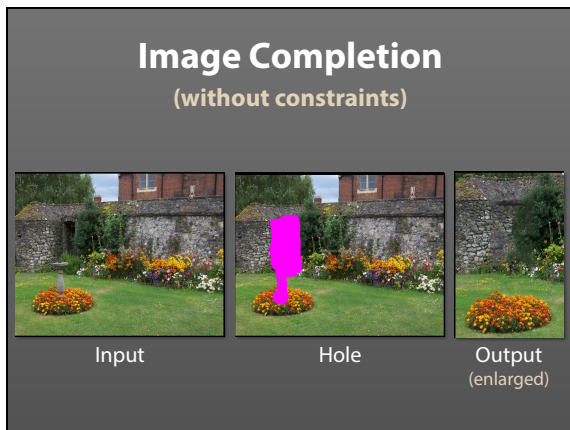 Image Completion
(without constraints)
Input
Hole
Output
(enlarged)